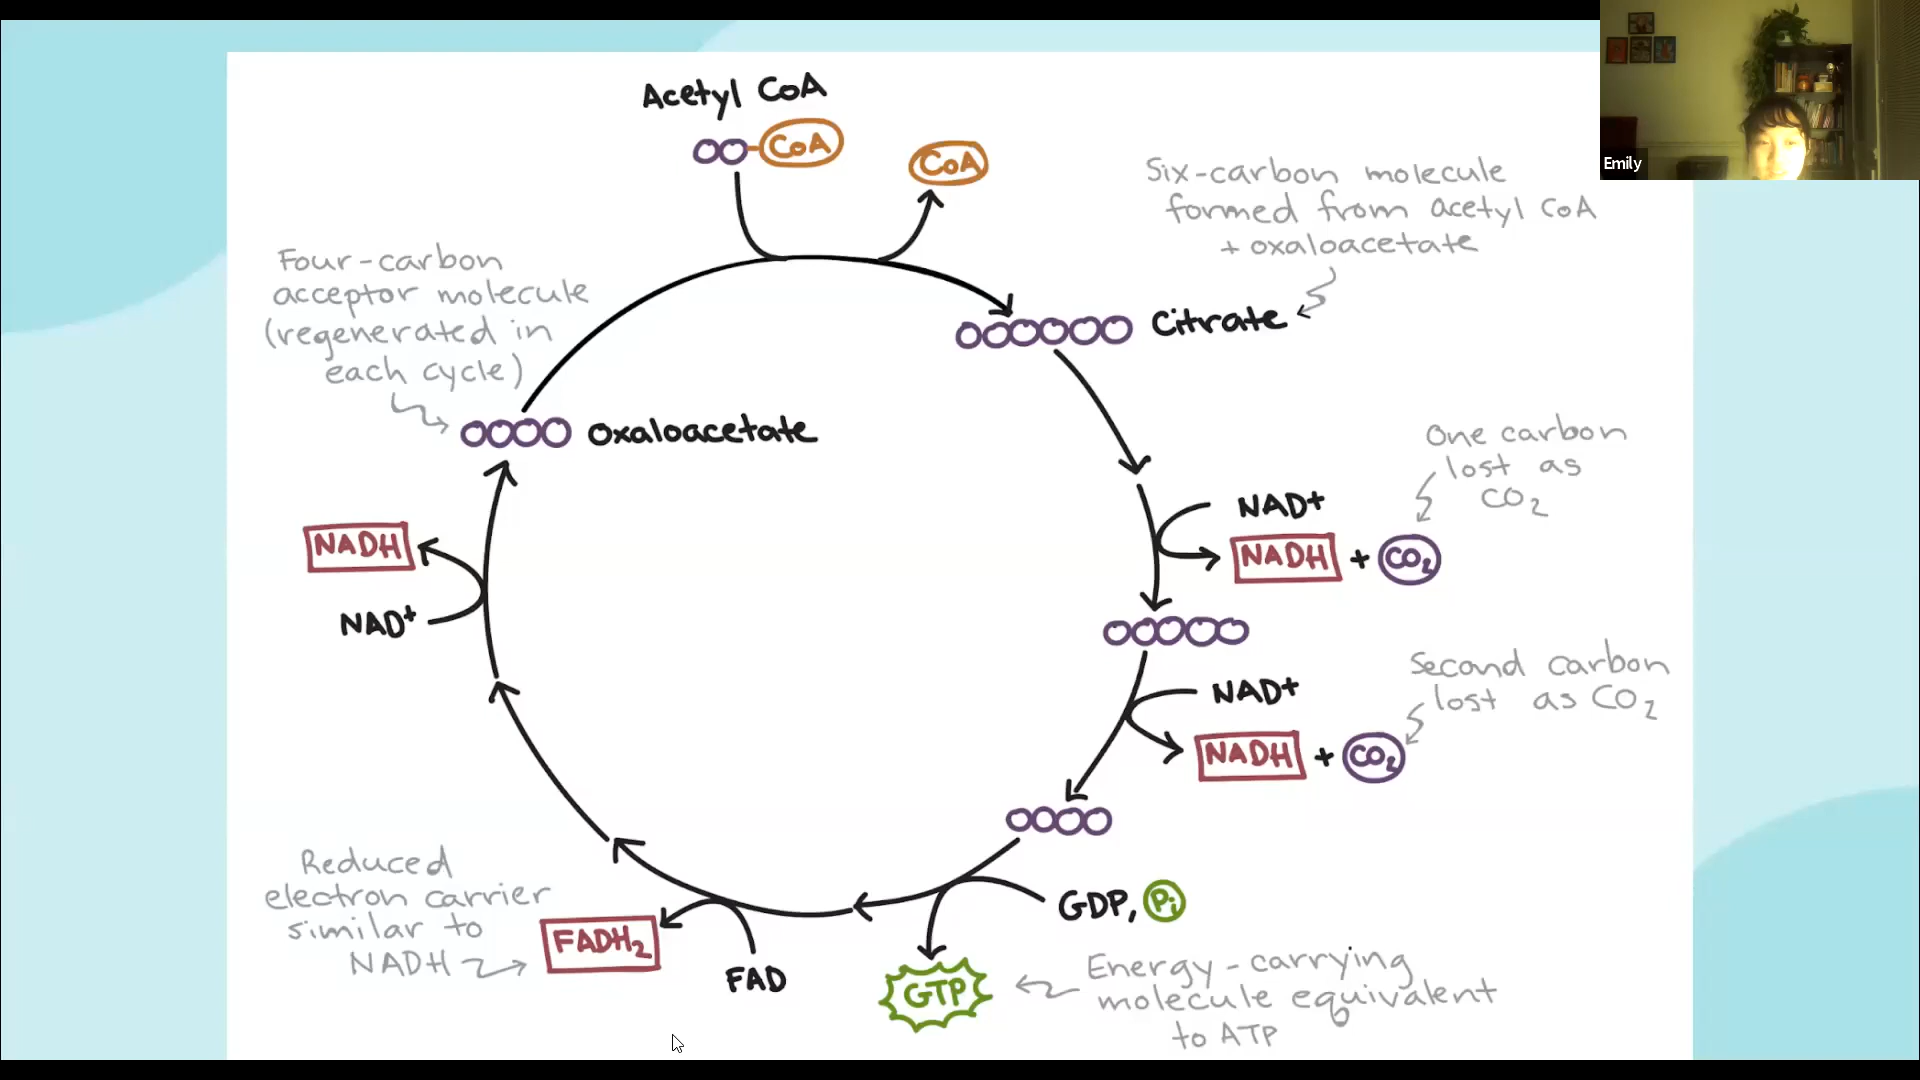 Acetyl CoA
CoA
CoA
Six-carbon molecule
formed from acetyl CoA
+ oxaloacetate
Citrate
Four-carbon
acceptor molecule
(regenerated in
each cycle)
Oxaloacetate
One carbon
lost as
CO2
NAD+
NADH + CO2
NADH
NAD+
Second carbon
lost as CO2
NAD+
NADH + CO2
GDP, Pi
GTP
Energy-carrying
molecule equivalent
to ATP
Reduced
electron carrier
similar to
NADH
FADH2
FAD
Emily